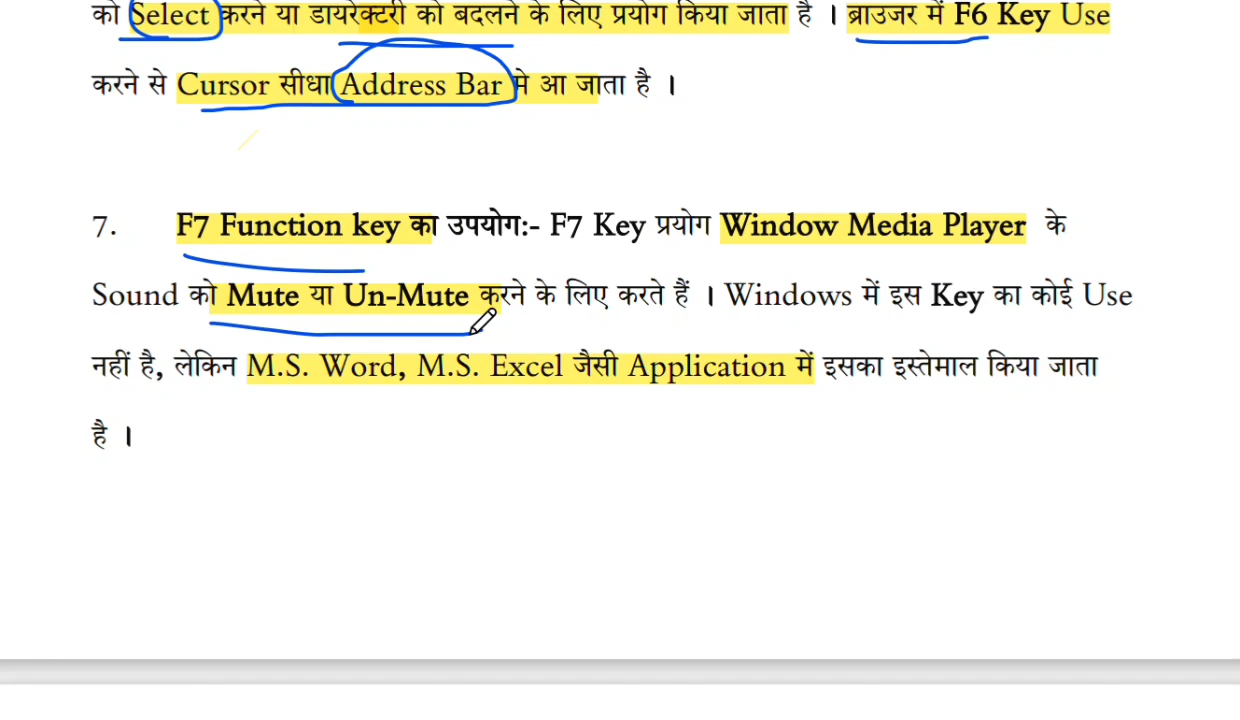 को Select करने या डायरेक्टरी को बदलने के लिए प्रयोग किया जाता है । ब्राउजर में F6 Key Use
करने से Cursor सीधा Address Bar मे आ जाता है ।
7. F7 Function key का उपयोग:- F7 Key प्रयोग Window Media Player के
Sound को Mute या Un-Mute करने के लिए करते हैं । Windows में इस Key का कोई Use
नहीं है, लेकिन M.S. Word, M.S. Excel जैसी Application में इसका इस्तेमाल किया जाता
है ।